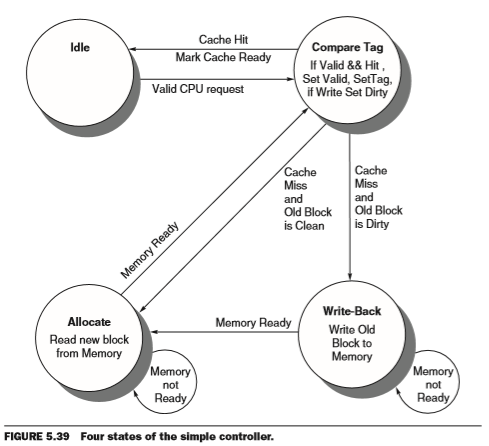 Idle
Cache Hit
Mark Cache Ready
Valid CPU request
Compare Tag
If Valid && Hit ,
Set Valid, SetTag,
if Write Set Dirty
Cache
Miss
and
Old Block
is Clean
Cache
Miss
and
Old Block
is Dirty
Memory Ready
Allocate
Read new block
from Memory
Memory Ready
Write-Back
Write Old
Block to
Memory
Memory
not
Ready
Memory
not
Ready
FIGURE 5.39 Four states of the simple controller.